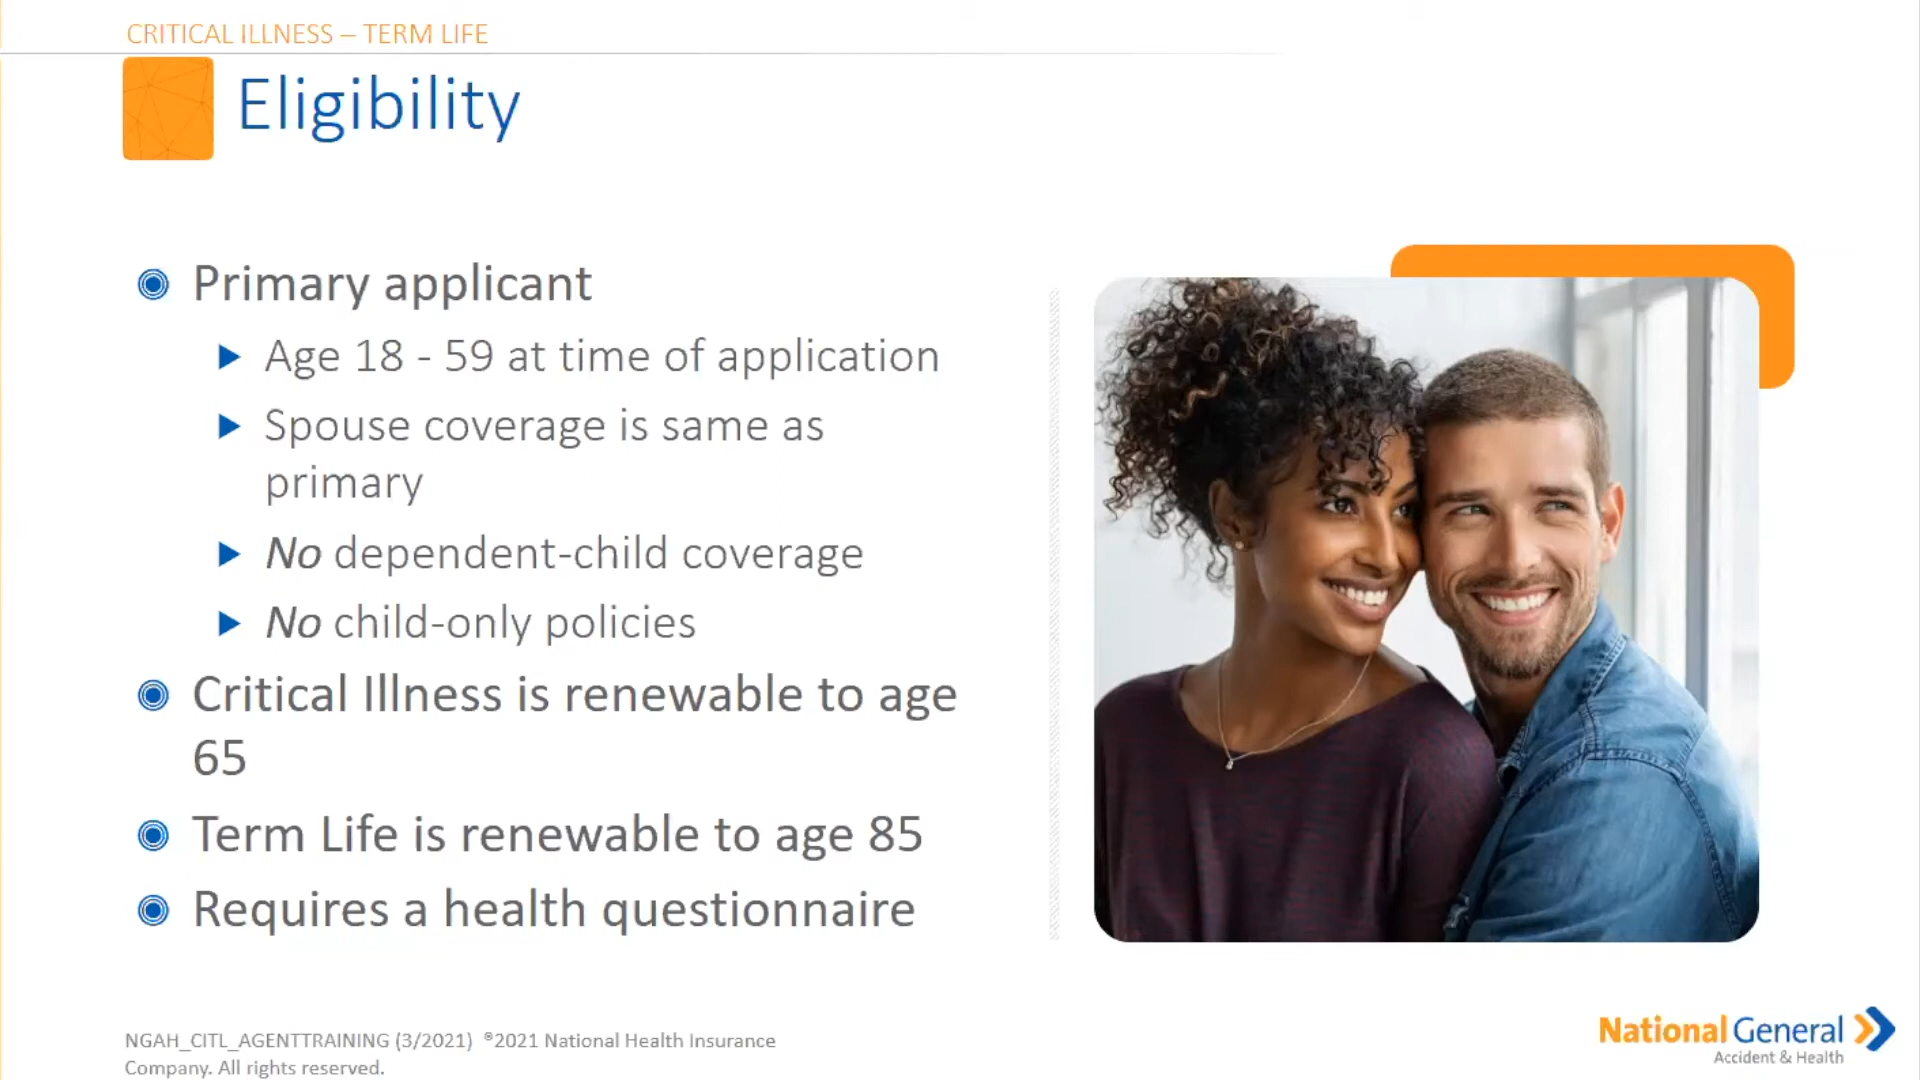 CRITICAL ILLNESS – TERM LIFE
Eligibility
Primary applicant
Age 18 - 59 at time of application
Spouse coverage is same as
primary
No dependent-child coverage
No child-only policies
Critical Illness is renewable to age
65
Term Life is renewable to age 85
Requires a health questionnaire
NGAH_CITL_AGENTTRAINING (3/2021) ©2021 National Health Insurance
Company. All rights reserved.
National General
Accident & Health